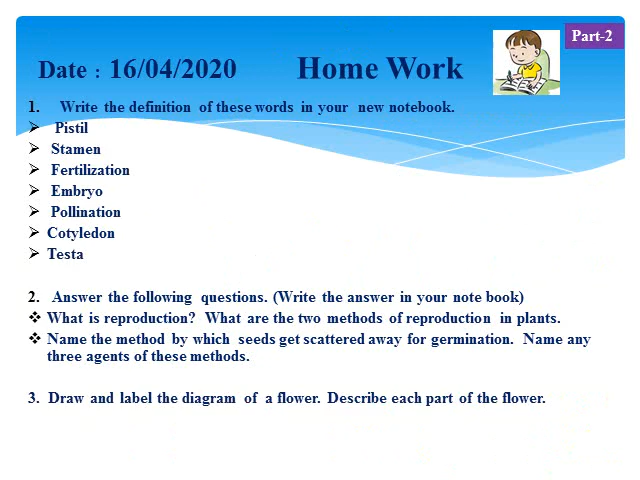 Part-2
Date : 16/04/2020 Home Work
1. Write the definition of these words in your new notebook.
➢ Pistil
➢ Stamen
➢ Fertilization
➢ Embryo
➢ Pollination
➢ Cotyledon
➢ Testa
2. Answer the following questions. (Write the answer in your note book)
❖ What is reproduction? What are the two methods of reproduction in plants.
❖ Name the method by which seeds get scattered away for germination. Name any
three agents of these methods.
3. Draw and label the diagram of a flower. Describe each part of the flower.